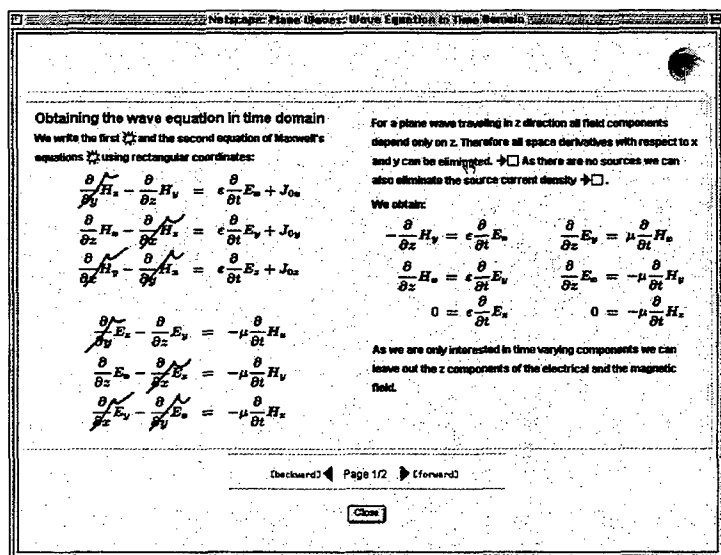 Netscape: Plane Waves: Wave Equation in Time Domain
Obtaining the wave equation in time domain
We write the first and the second equation of Maxwell's
equations using rectangular coordinates:
∂/∂y H_z − ∂/∂z H_y = ε ∂/∂t E_x + J_0x
∂/∂z H_x − ∂/∂x H_z = ε ∂/∂t E_y + J_0y
∂/∂x H_y − ∂/∂y H_x = ε ∂/∂t E_z + J_0z
∂/∂y E_z − ∂/∂z E_y = −μ ∂/∂t H_x
∂/∂z E_x − ∂/∂x E_z = −μ ∂/∂t H_y
∂/∂x E_y − ∂/∂y E_x = −μ ∂/∂t H_z
For a plane wave traveling in z direction all field components
depend only on z. Therefore all space derivatives with respect to x
and y can be eliminated. As there are no sources we can
also eliminate the source current density .
We obtain:
−∂/∂z H_y = ε ∂/∂t E_x ∂/∂z E_y = μ ∂/∂t H_x
∂/∂z H_x = ε ∂/∂t E_y ∂/∂z E_x = −μ ∂/∂t H_y
0 = ε ∂/∂t E_z 0 = −μ ∂/∂t H_z
As we are only interested in time varying components we can
leave out the z components of the electrical and the magnetic
field.
[backward] Page 1/2 [forward]
Close